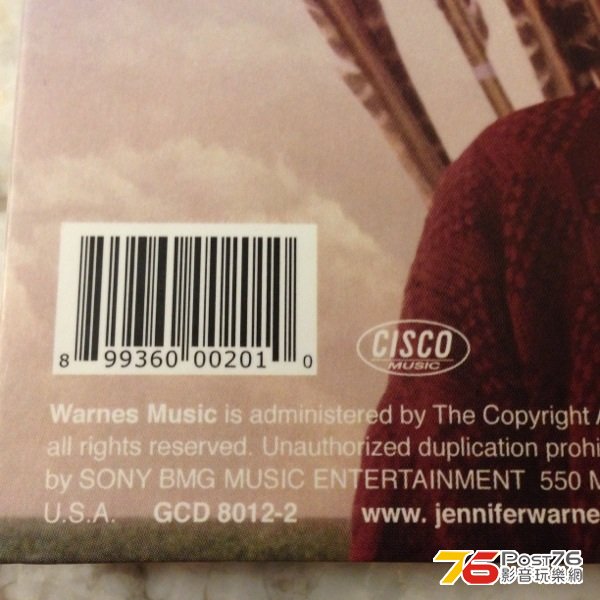 8 99360 00201 0
CISCO
MUSIC
Warnes Music is administered by The Copyright
all rights reserved. Unauthorized duplication prohi
by SONY BMG MUSIC ENTERTAINMENT 550 M
U.S.A. GCD 8012-2 www. jenniferwarne
76 Post76
影音玩樂網